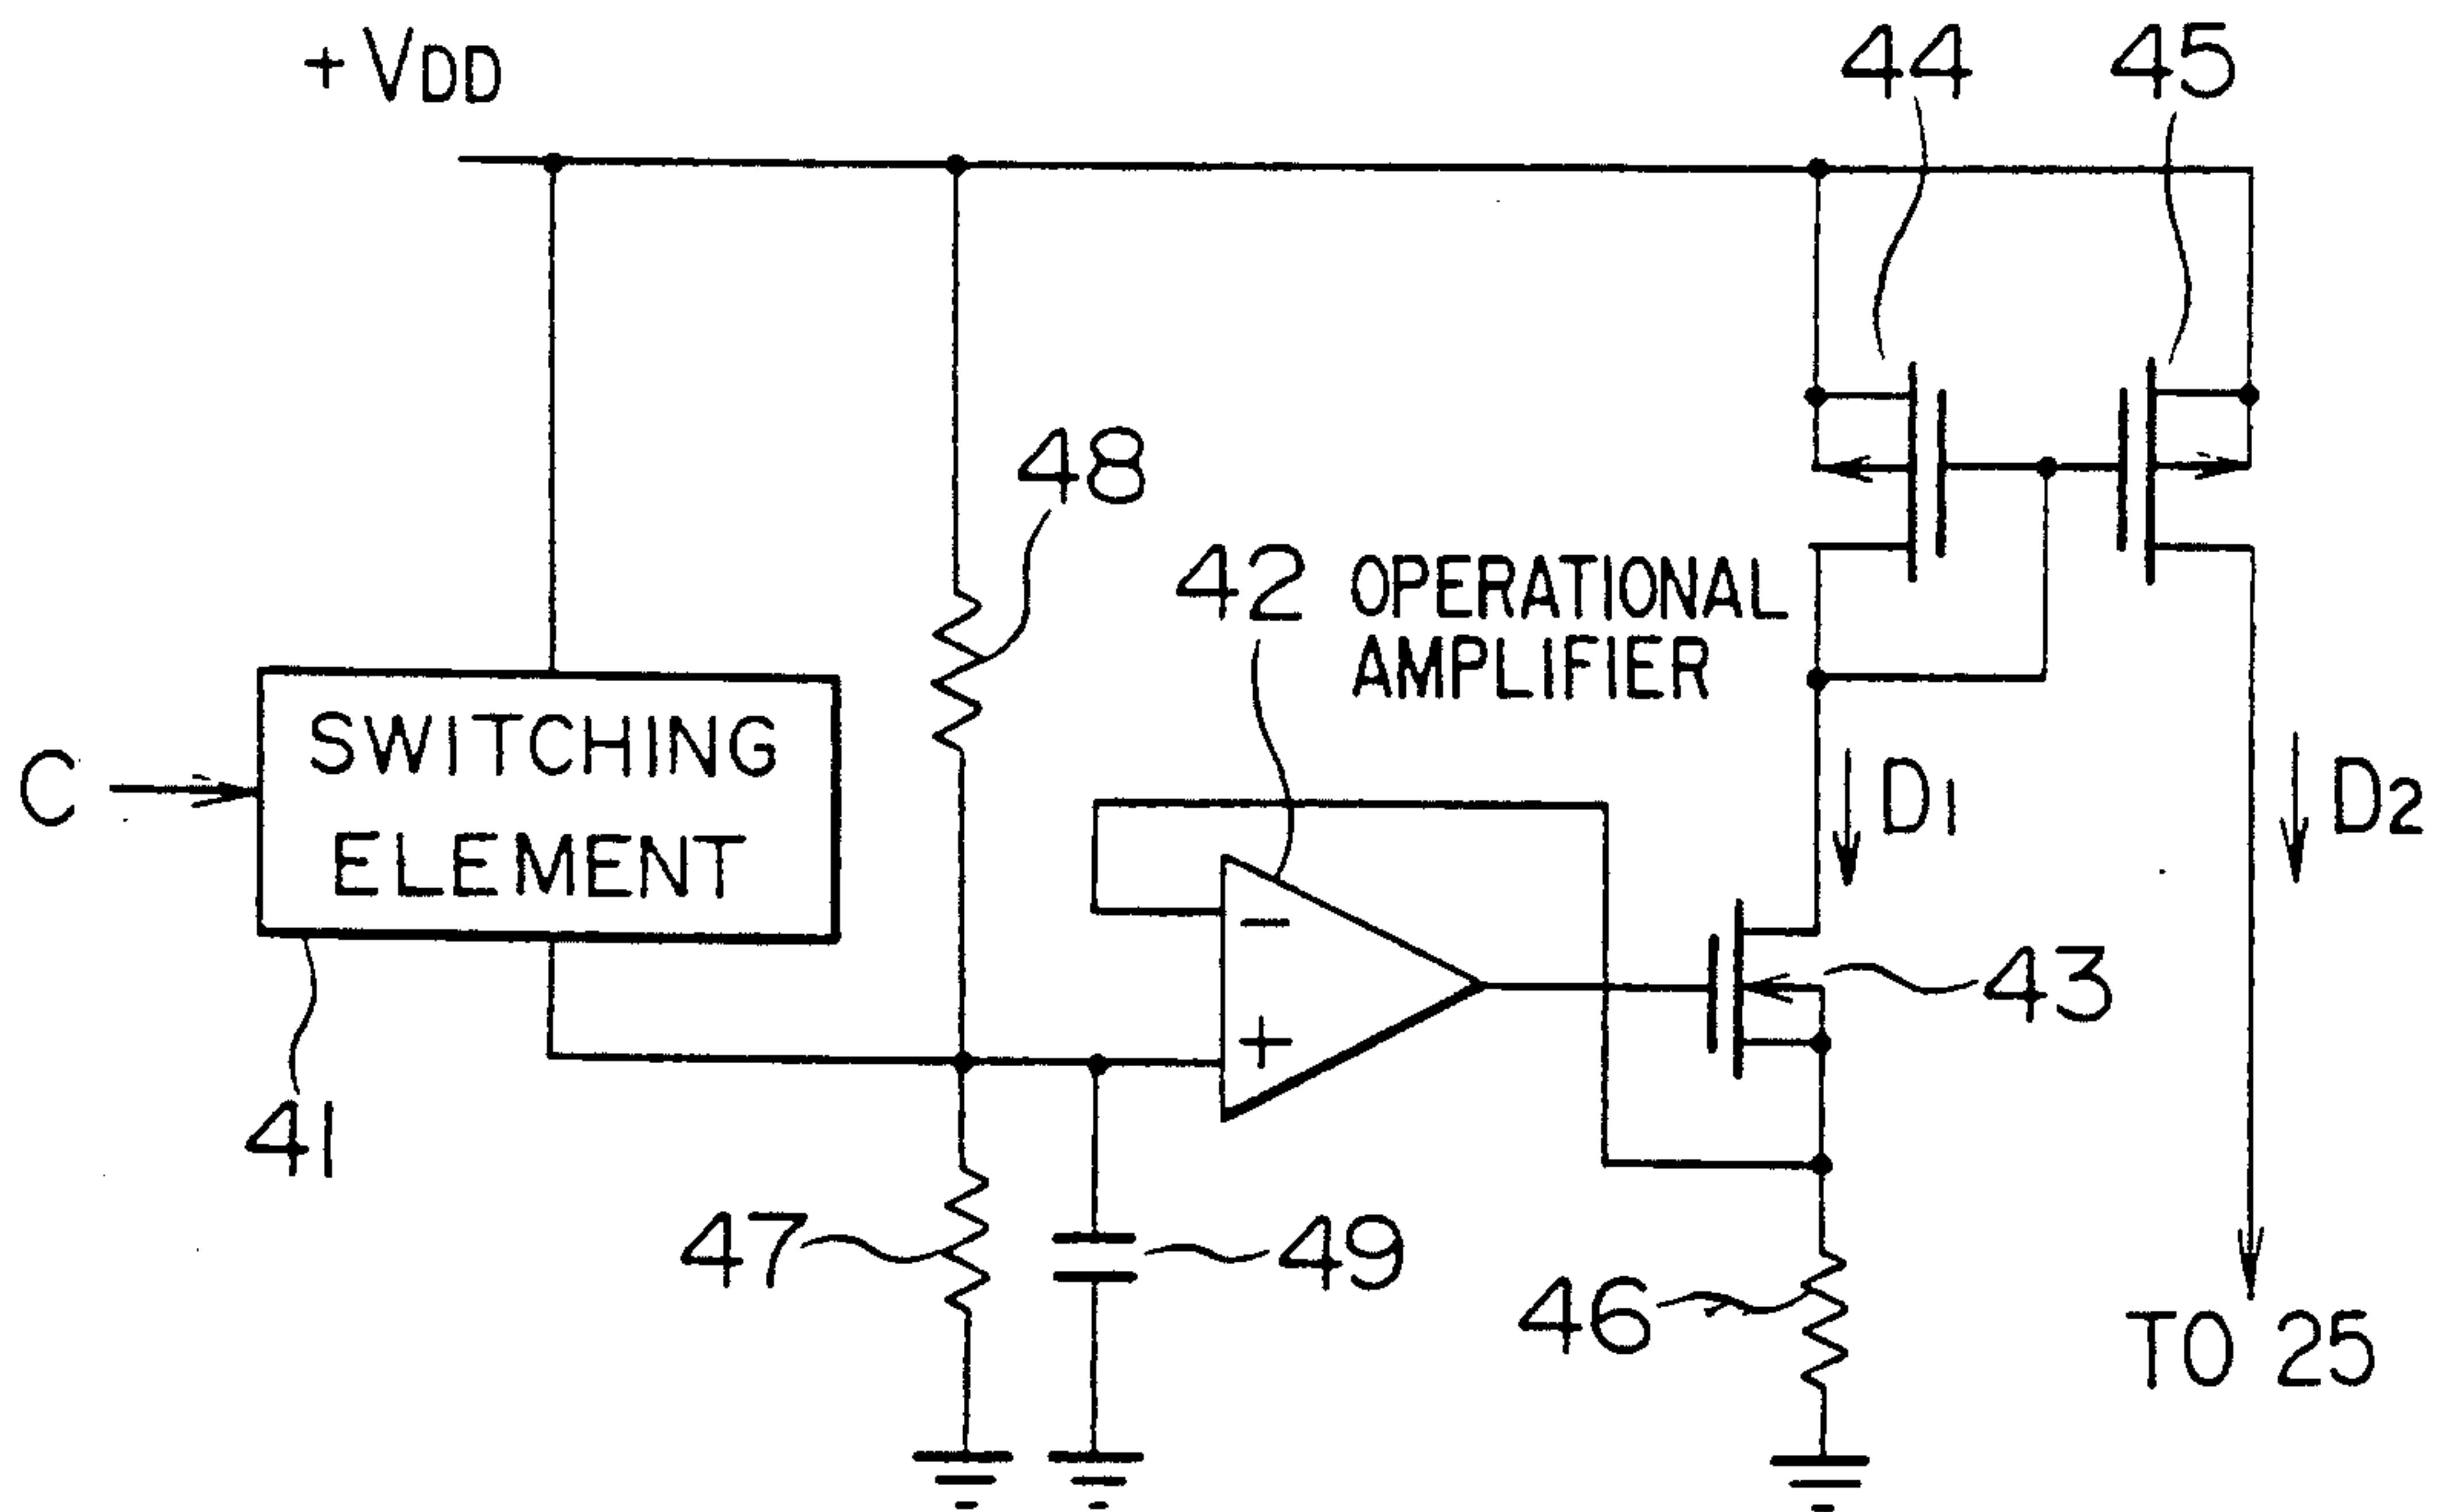 +VDD
44
45
48
42 OPERATIONAL
AMPLIFIER
SWITCHING
ELEMENT
C
D1
D2
−
+
43
41
47
49
46
TO 25